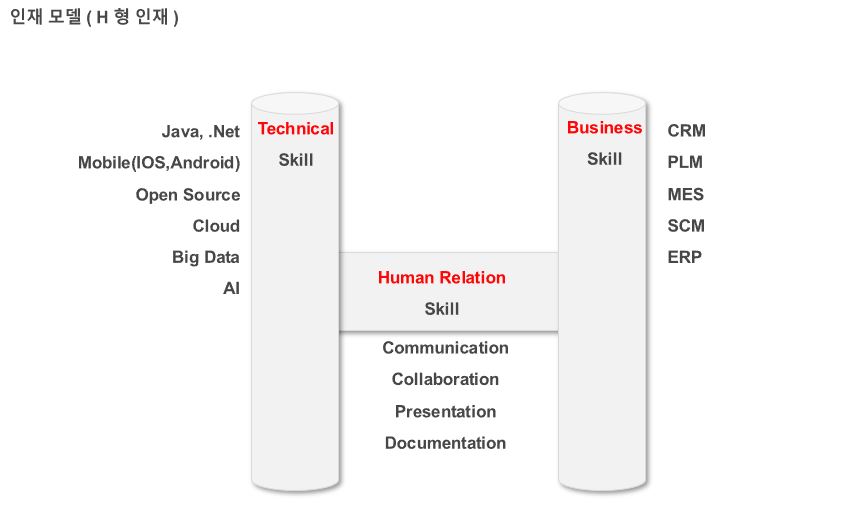 인재 모델 ( H 형 인재 )
Java, .Net
Mobile(IOS,Android)
Open Source
Cloud
Big Data
AI
Technical
Skill
Human Relation
Skill
Communication
Collaboration
Presentation
Documentation
Business
Skill
CRM
PLM
MES
SCM
ERP